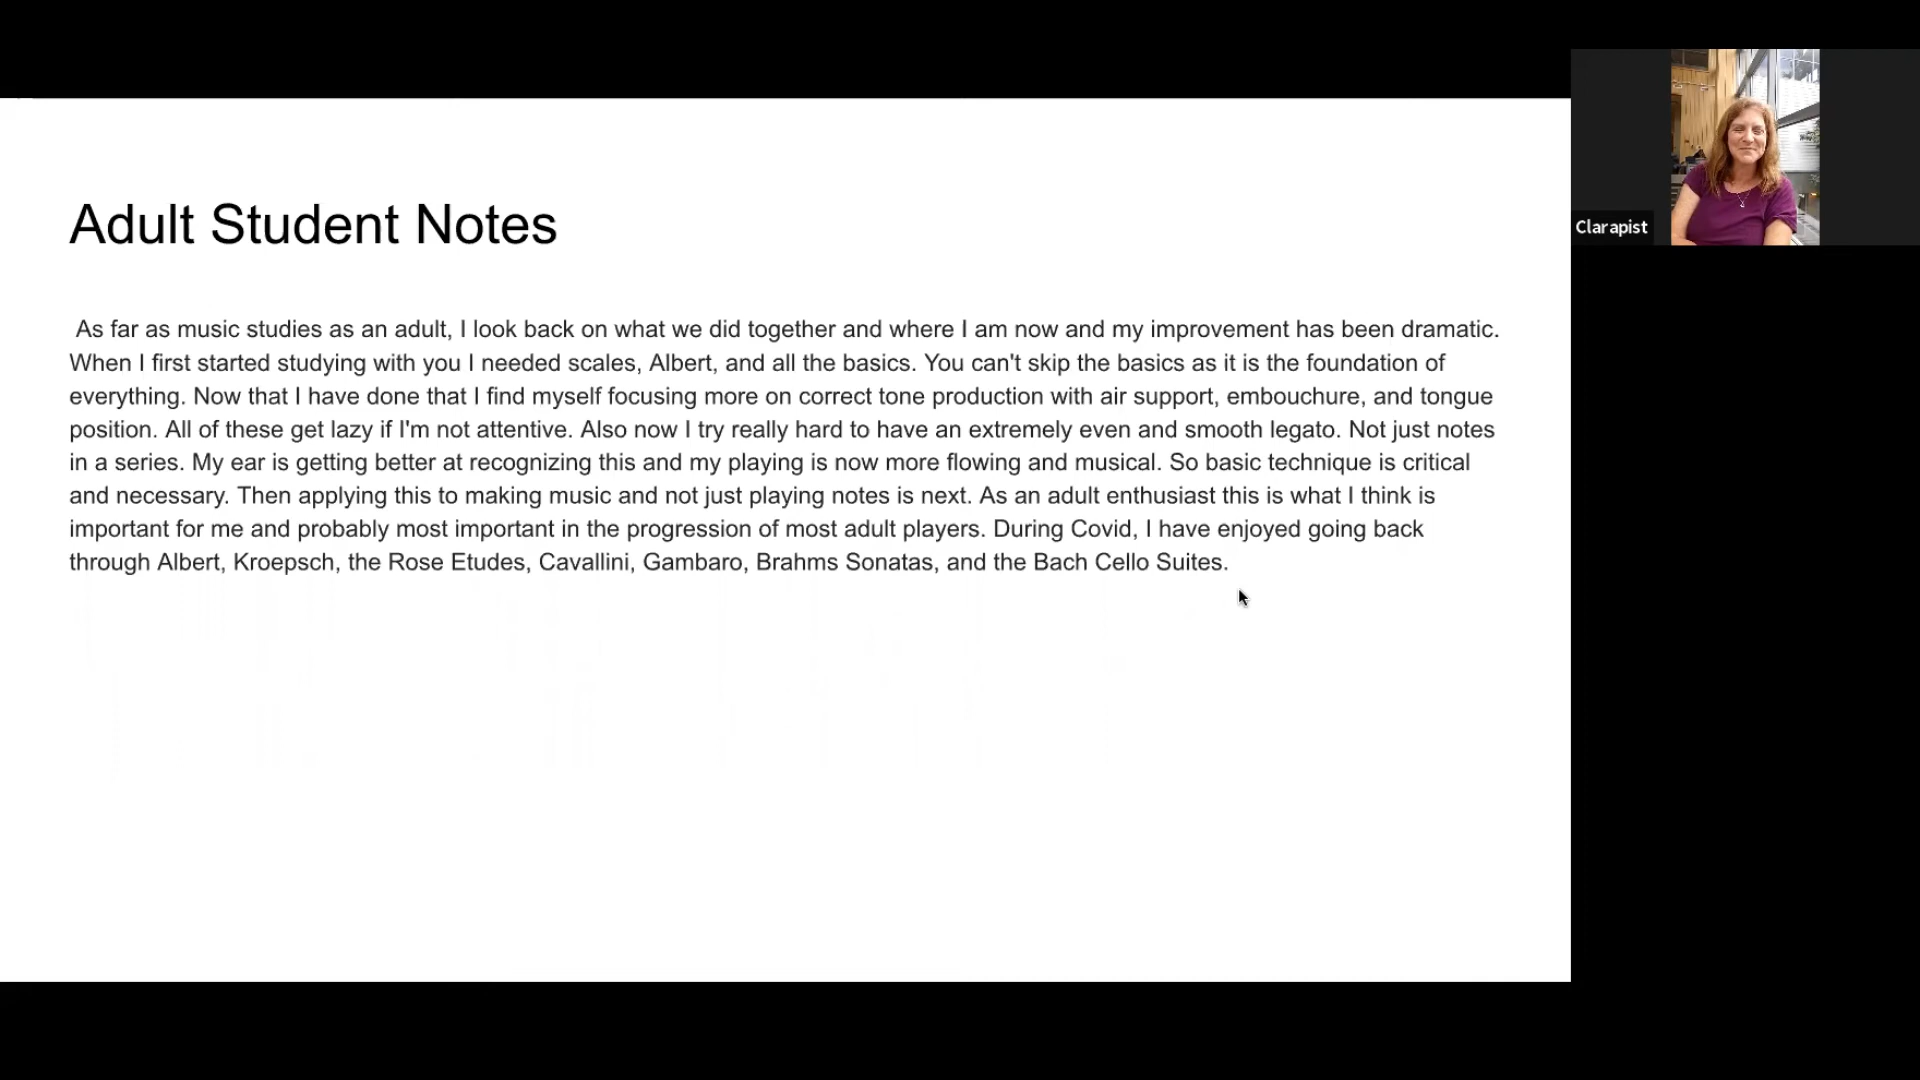 Adult Student Notes
As far as music studies as an adult, I look back on what we did together and where I am now and my improvement has been dramatic.
When I first started studying with you I needed scales, Albert, and all the basics. You can't skip the basics as it is the foundation of
everything. Now that I have done that I find myself focusing more on correct tone production with air support, embouchure, and tongue
position. All of these get lazy if I'm not attentive. Also now I try really hard to have an extremely even and smooth legato. Not just notes
in a series. My ear is getting better at recognizing this and my playing is now more flowing and musical. So basic technique is critical
and necessary. Then applying this to making music and not just playing notes is next. As an adult enthusiast this is what I think is
important for me and probably most important in the progression of most adult players. During Covid, I have enjoyed going back
through Albert, Kroepsch, the Rose Etudes, Cavallini, Gambaro, Brahms Sonatas, and the Bach Cello Suites.
Clarapist